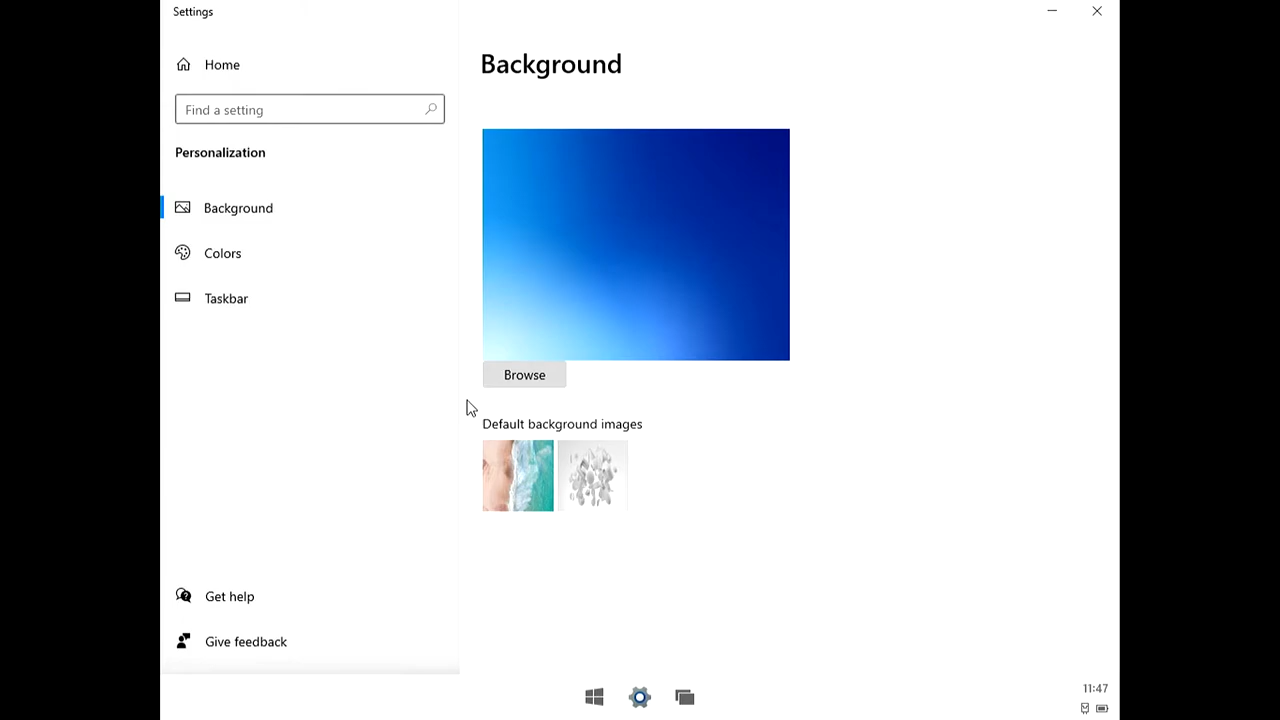 Settings
Home
Find a setting
Personalization
Background
Colors
Taskbar
Get help
Give feedback
Background
Browse
Default background images
11:47